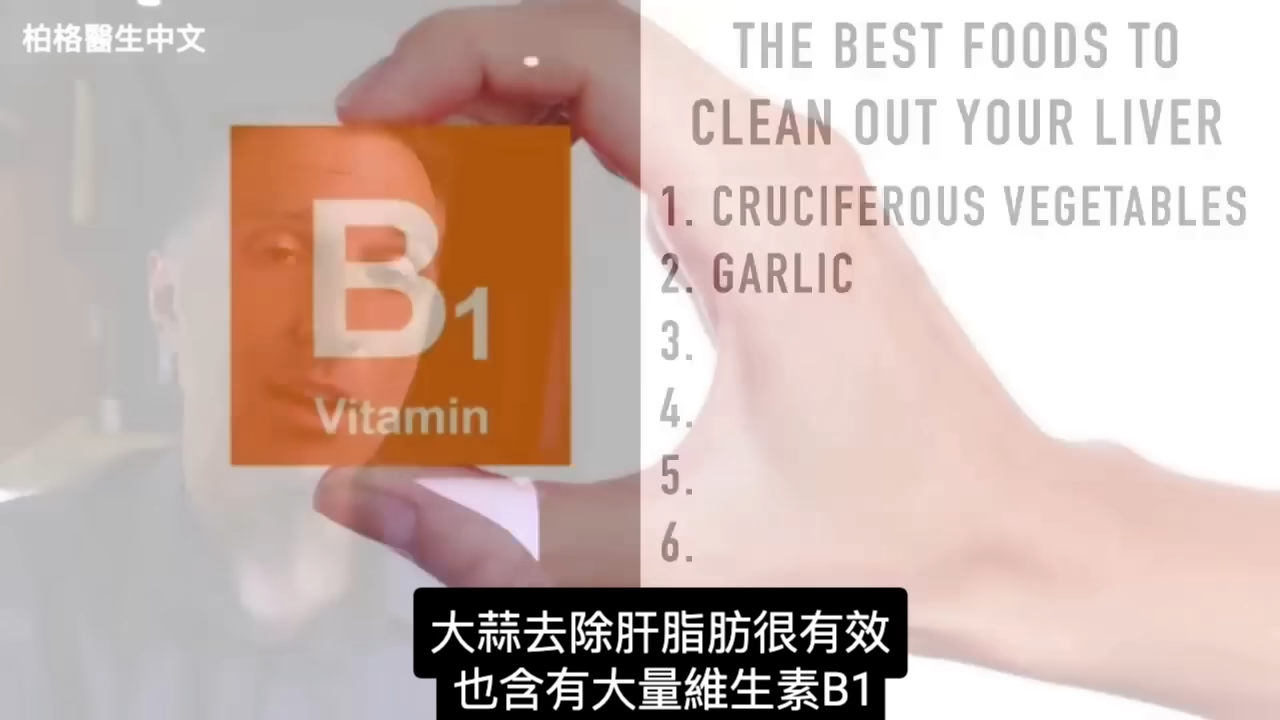 柏格醫生中文
THE BEST FOODS TO
CLEAN OUT YOUR LIVER
1. CRUCIFEROUS VEGETABLES
2. GARLIC
3.
4.
5.
6.
B1
Vitamin
大蒜去除肝脂肪很有效
也含有大量維生素B1